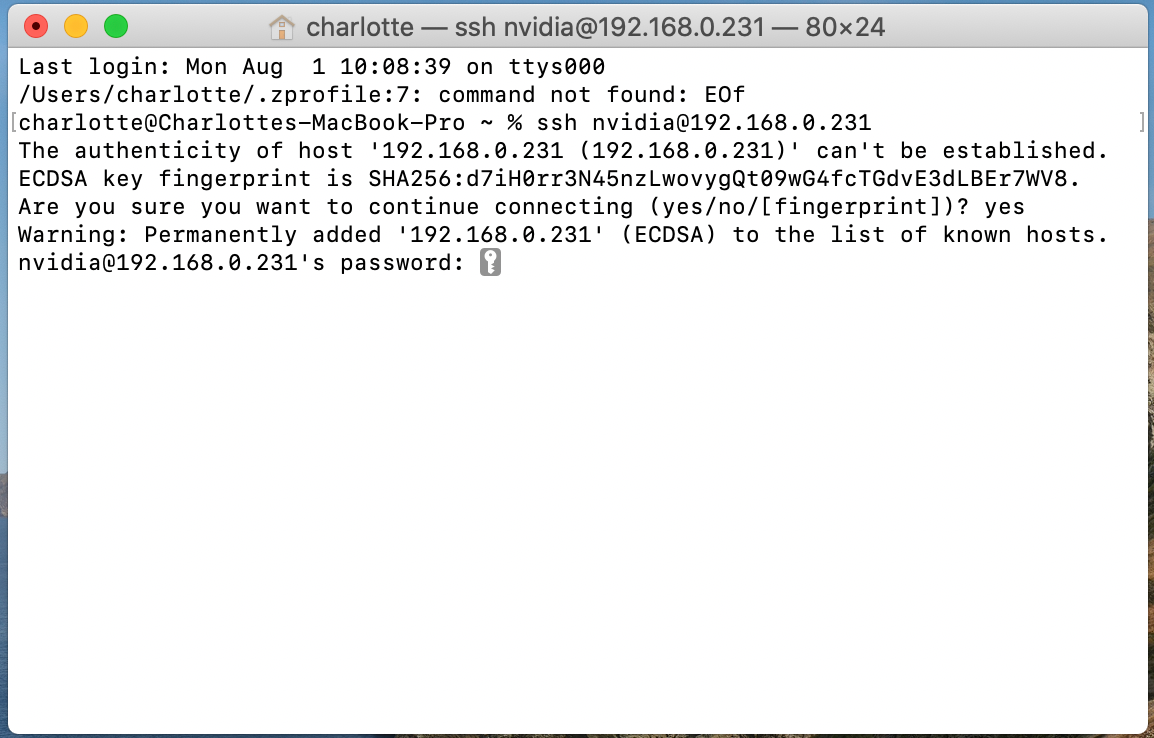 charlotte — ssh nvidia@192.168.0.231 — 80×24
Last login: Mon Aug  1 10:08:39 on ttys000
/Users/charlotte/.zprofile:7: command not found: EOf
[charlotte@Charlottes-MacBook-Pro ~ % ssh nvidia@192.168.0.231 ]
The authenticity of host '192.168.0.231 (192.168.0.231)' can't be established.
ECDSA key fingerprint is SHA256:d7iH0rr3N45nzLwovygQt09wG4fcTGdvE3dLBEr7WV8.
Are you sure you want to continue connecting (yes/no/[fingerprint])? yes
Warning: Permanently added '192.168.0.231' (ECDSA) to the list of known hosts.
nvidia@192.168.0.231's password: